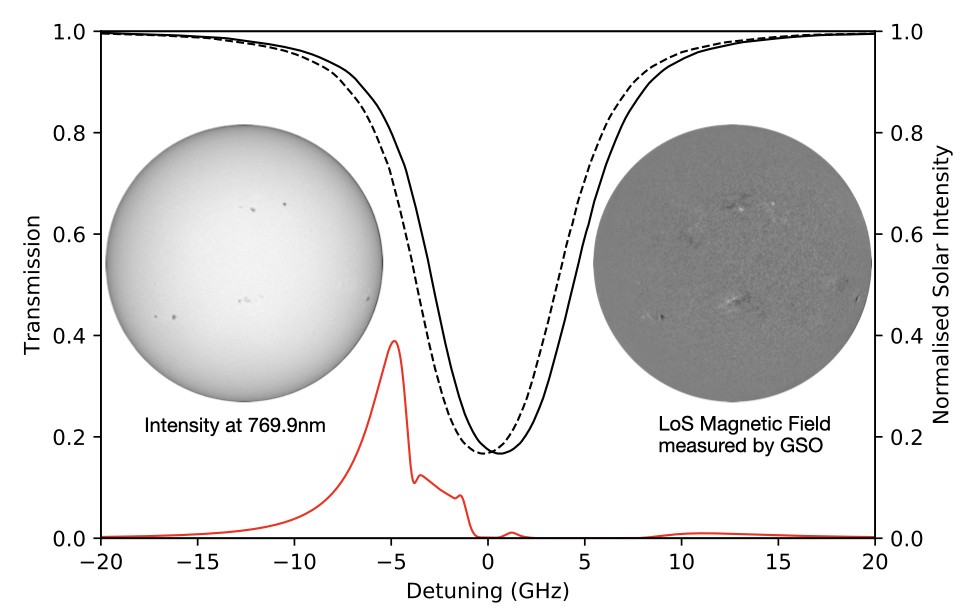 1.0
0.8
0.6
0.4
0.2
0.0
Transmission
−20 −15 −10 −5 0 5 10 15 20
Detuning (GHz)
Intensity at 769.9nm
LoS Magnetic Field
measured by GSO
1.0
0.8
0.6
0.4
0.2
0.0
Normalised Solar Intensity